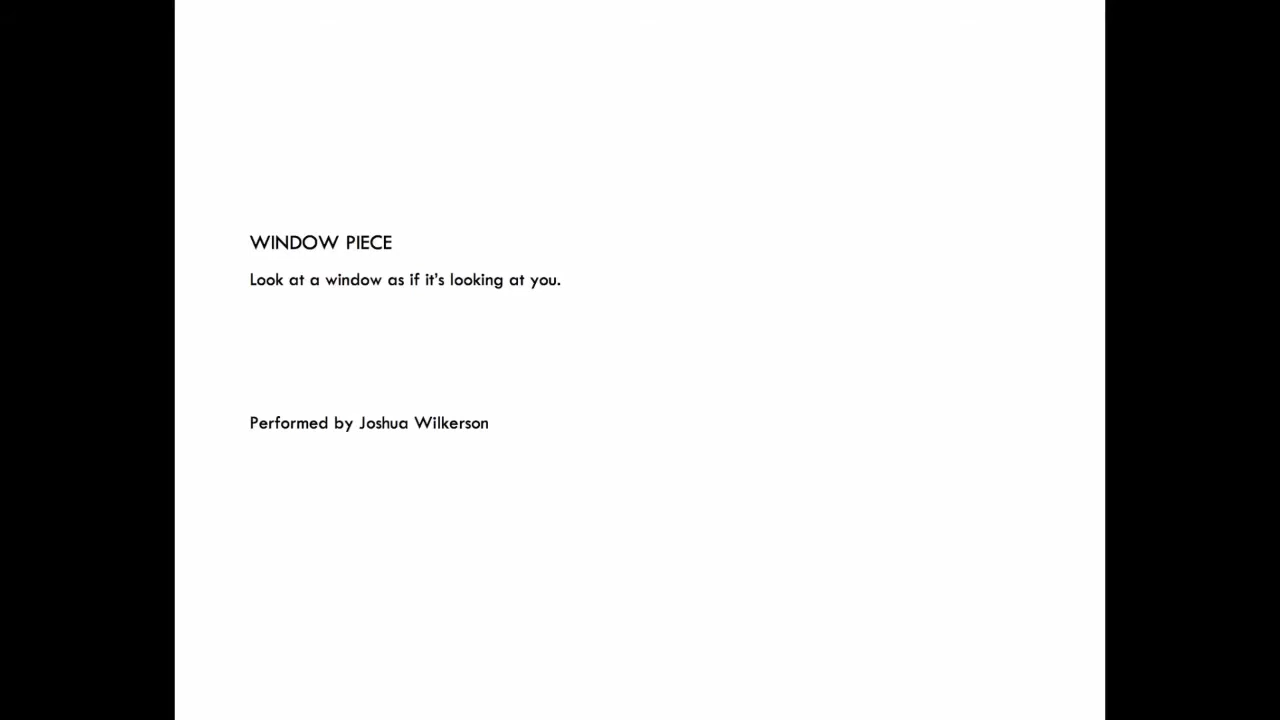 WINDOW PIECE
Look at a window as if it's looking at you.
Performed by Joshua Wilkerson